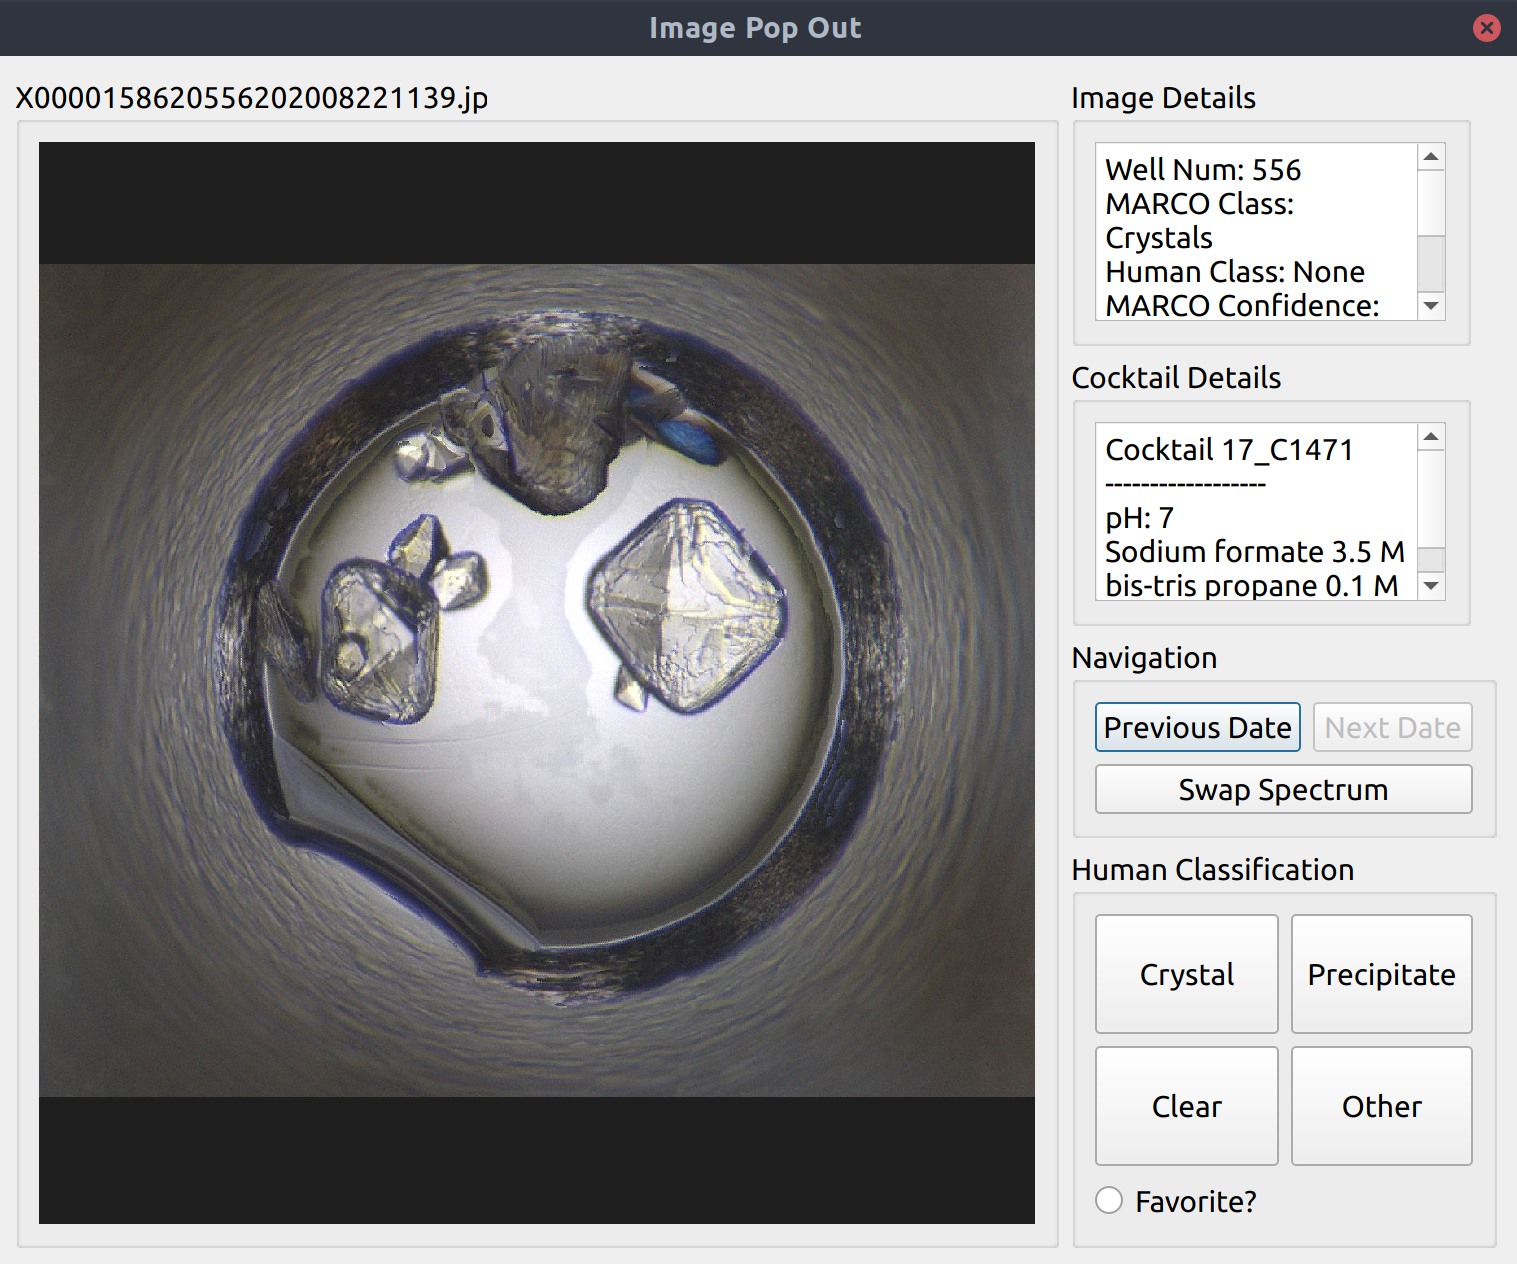 Image Pop Out
X0000158620556202008221139.jp
Image Details
Well Num: 556
MARCO Class:
Crystals
Human Class: None
MARCO Confidence:
Cocktail Details
Cocktail 17_C1471
------------------
pH: 7
Sodium formate 3.5 M
bis-tris propane 0.1 M
Navigation
Previous Date
Next Date
Swap Spectrum
Human Classification
Crystal
Precipitate
Clear
Other
Favorite?